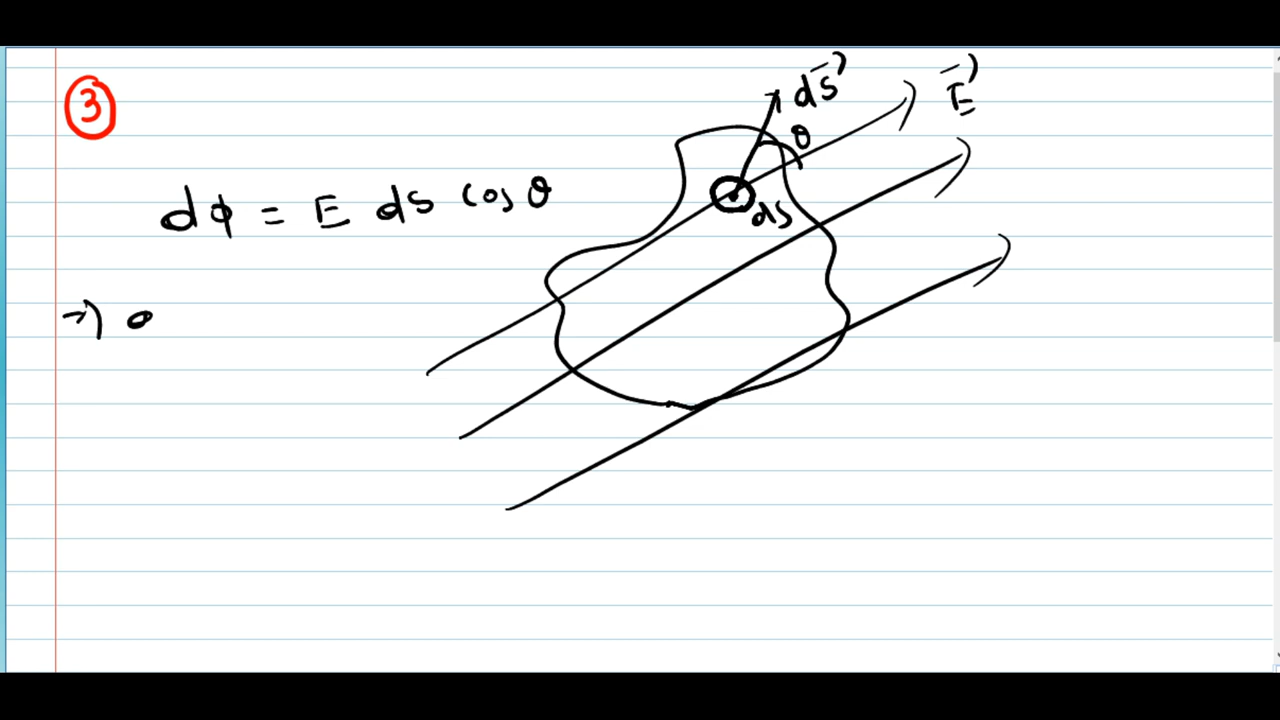 ③
dS⃗
E⃗
θ
dS
dφ = E dS cos θ
⇒